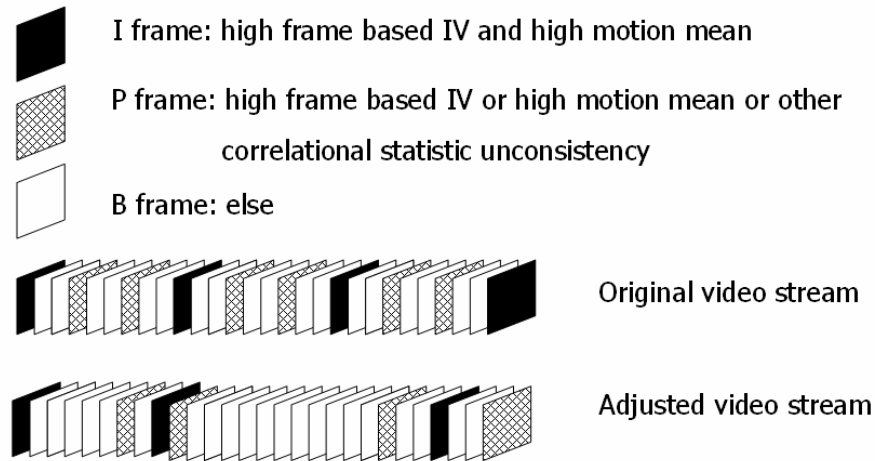 I frame: high frame based IV and high motion mean
P frame: high frame based IV or high motion mean or other
correlational statistic unconsistency
B frame: else
Original video stream
Adjusted video stream